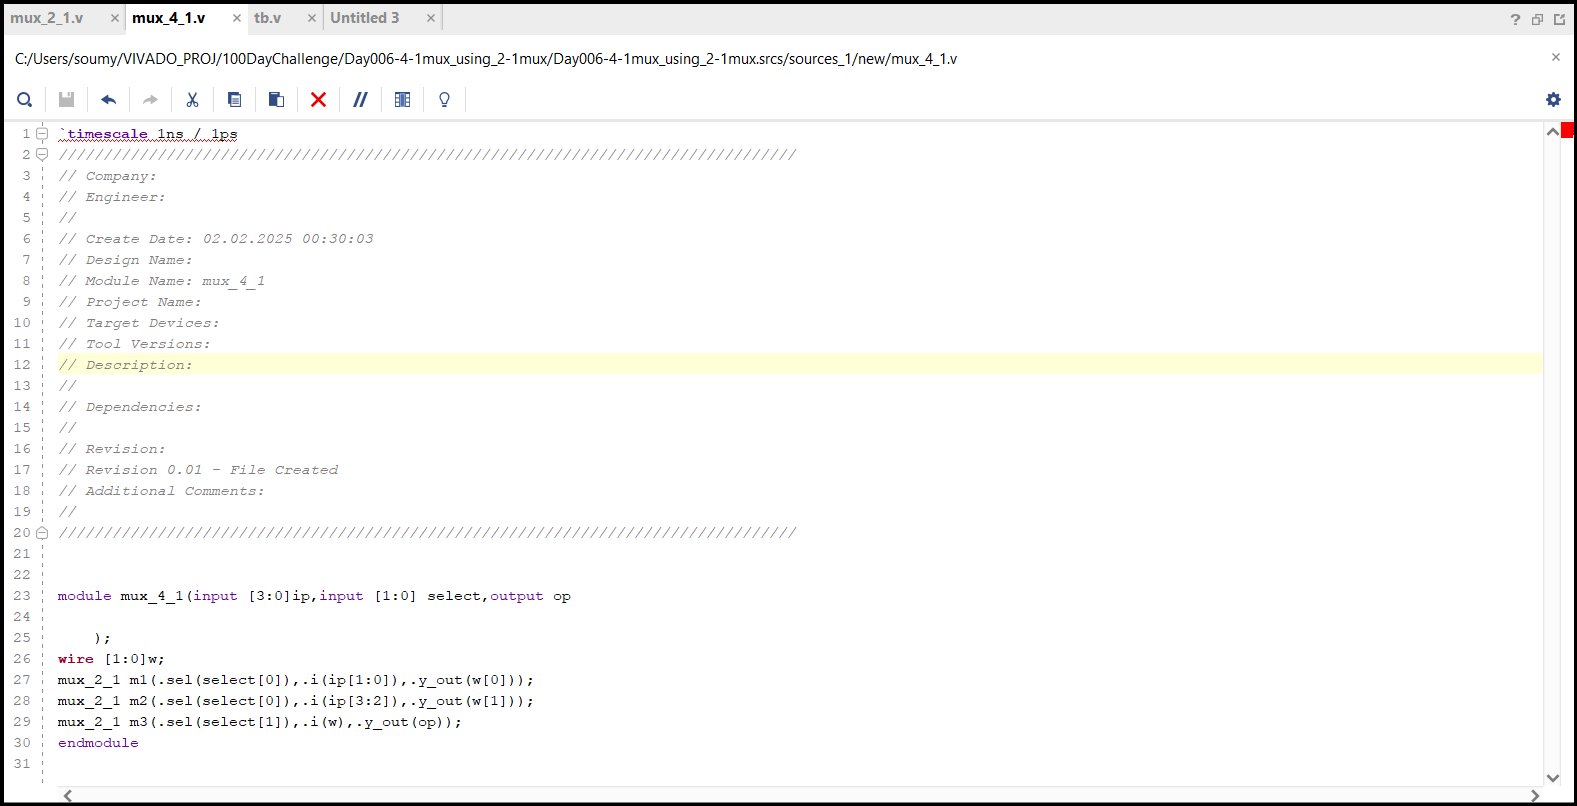 mux_2_1.v × mux_4_1.v × tb.v × Untitled 3 ×
C:/Users/soumy/VIVADO_PROJ/100DayChallenge/Day006-4-1mux_using_2-1mux/Day006-4-1mux_using_2-1mux.srcs/sources_1/new/mux_4_1.v
1 `timescale 1ns / 1ps
2 //////////////////////////////////////////////////////////////////////////////////
3 // Company:
4 // Engineer:
5 //
6 // Create Date: 02.02.2025 00:30:03
7 // Design Name:
8 // Module Name: mux_4_1
9 // Project Name:
10 // Target Devices:
11 // Tool Versions:
12 // Description:
13 //
14 // Dependencies:
15 //
16 // Revision:
17 // Revision 0.01 - File Created
18 // Additional Comments:
19 //
20 //////////////////////////////////////////////////////////////////////////////////
21
22
23 module mux_4_1(input [3:0]ip,input [1:0] select,output op
24
25     );
26 wire [1:0]w;
27 mux_2_1 m1(.sel(select[0]),.i(ip[1:0]),.y_out(w[0]));
28 mux_2_1 m2(.sel(select[0]),.i(ip[3:2]),.y_out(w[1]));
29 mux_2_1 m3(.sel(select[1]),.i(w),.y_out(op));
30 endmodule
31